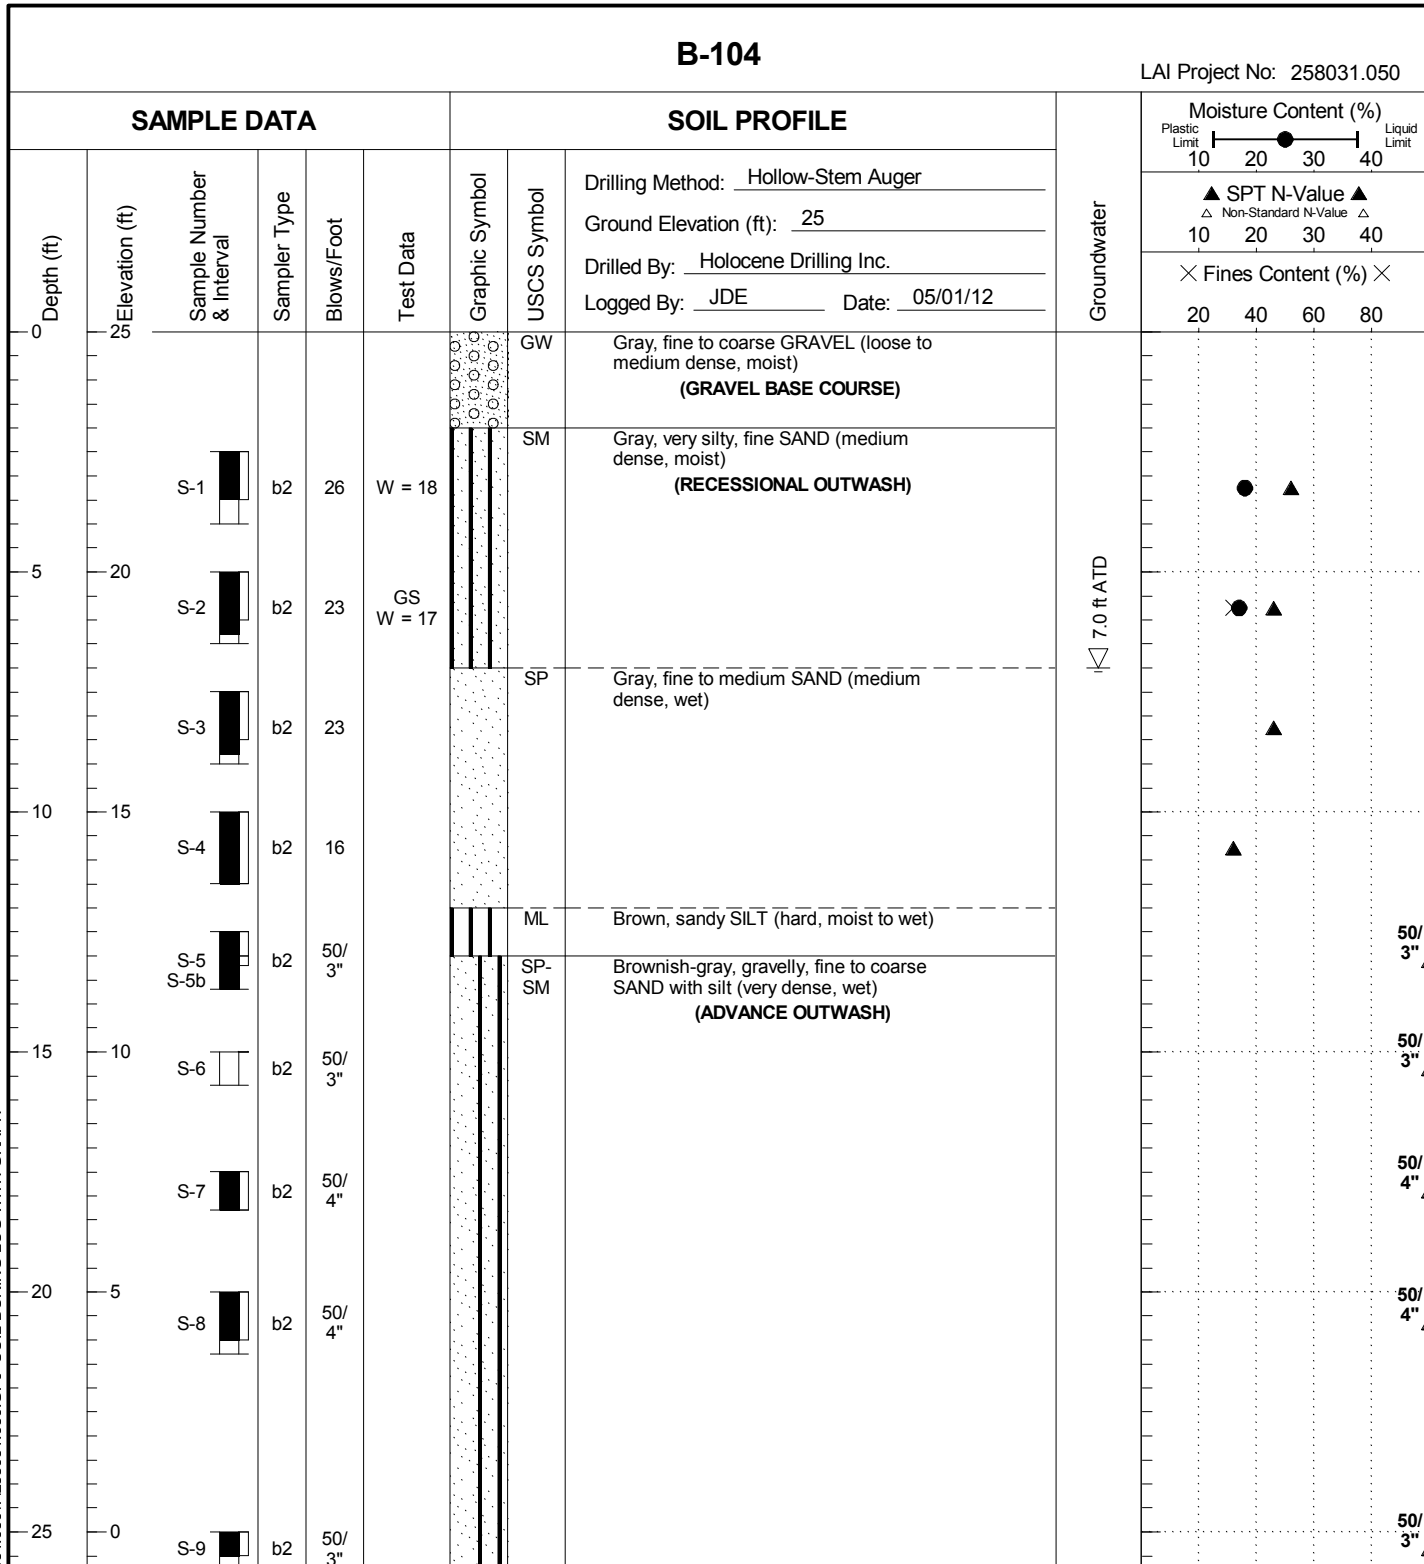 B-104
LAI Project No: 258031.050
SAMPLE DATA
SOIL PROFILE
Moisture Content (%)
Plastic Limit
Liquid Limit
10 20 30 40
▲ SPT N-Value ▲
△ Non-Standard N-Value △
10 20 30 40
× Fines Content (%) ×
20 40 60 80
Depth (ft)
Elevation (ft)
Sample Number & Interval
Sampler Type
Blows/Foot
Test Data
Graphic Symbol
USCS Symbol
Groundwater
Drilling Method: Hollow-Stem Auger
Ground Elevation (ft): 25
Drilled By: Holocene Drilling Inc.
Logged By: JDE Date: 05/01/12
0 25
GW Gray, fine to coarse GRAVEL (loose to
medium dense, moist)
(GRAVEL BASE COURSE)
SM Gray, very silty, fine SAND (medium
dense, moist)
(RECESSIONAL OUTWASH)
S-1 b2 26 W = 18
5 20
S-2 b2 23 GS
W = 17
7.0 ft ATD
SP Gray, fine to medium SAND (medium
dense, wet)
S-3 b2 23
10 15
S-4 b2 16
ML Brown, sandy SILT (hard, moist to wet)
S-5 b2 50/
3"
S-5b
50/
3"
SP-
SM
Brownish-gray, gravelly, fine to coarse
SAND with silt (very dense, wet)
(ADVANCE OUTWASH)
15 10
S-6 b2 50/
3"
50/
3"
S-7 b2 50/
4"
50/
4"
20 5
S-8 b2 50/
4"
50/
4"
25 0
S-9 b2 50/
3"
50/
3"